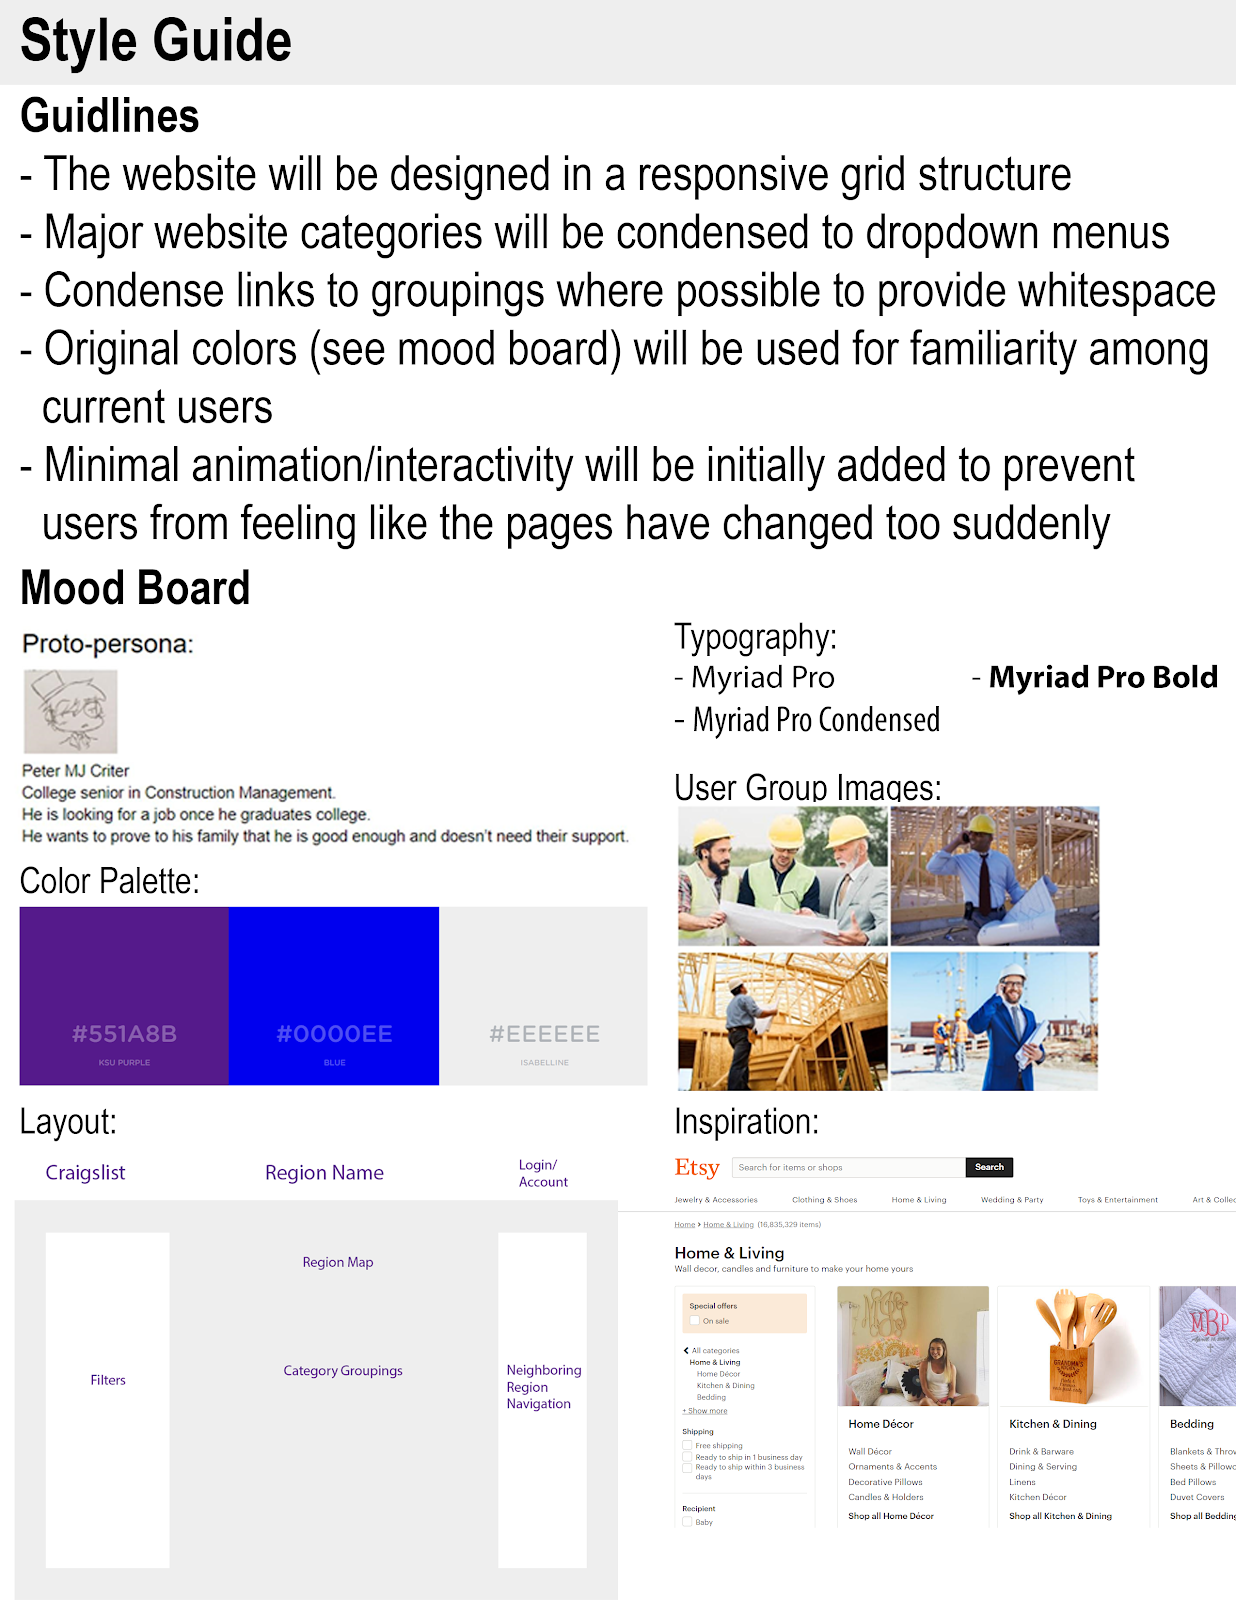 Style Guide
Guidlines
- The website will be designed in a responsive grid structure
- Major website categories will be condensed to dropdown menus
- Condense links to groupings where possible to provide whitespace
- Original colors (see mood board) will be used for familiarity among
current users
- Minimal animation/interactivity will be initially added to prevent
users from feeling like the pages have changed too suddenly
Mood Board
Proto-persona:
Peter MJ Criter
College senior in Construction Management.
He is looking for a job once he graduates college.
He wants to prove to his family that he is good enough and doesn't need their support.
Typography:
- Myriad Pro
- Myriad Pro Bold
- Myriad Pro Condensed
User Group Images:
Color Palette:
#551A8B
KSU PURPLE
#0000EE
BLUE
#EEEEEE
ISABELLINE
Layout:
Craigslist
Region Name
Login/
Account
Region Map
Filters
Category Groupings
Neighboring
Region
Navigation
Inspiration:
Etsy
Search for items or shops
Search
Jewelry & Accessories
Clothing & Shoes
Home & Living
Wedding & Party
Toys & Entertainment
Art & Collec
Home > Home & Living (16,835,329 items)
Home & Living
Wall decor, candles and furniture to make your home yours
Special offers
On sale
All categories
Home & Living
Home Décor
Kitchen & Dining
Bedding
+ Show more
Shipping
Free shipping
Ready to ship in 1 business day
Ready to ship within 3 business
days
Recipient
Baby
Home Décor
Wall Décor
Ornaments & Accents
Decorative Pillows
Candles & Holders
Shop all Home Décor
GRANDMA'S
Kitchen & Dining
Drink & Barware
Dining & Serving
Linens
Kitchen Décor
Shop all Kitchen & Dining
MBP
Bedding
Blankets & Throw
Sheets & Pillowc
Bed Pillows
Duvet Covers
Shop all Bedding